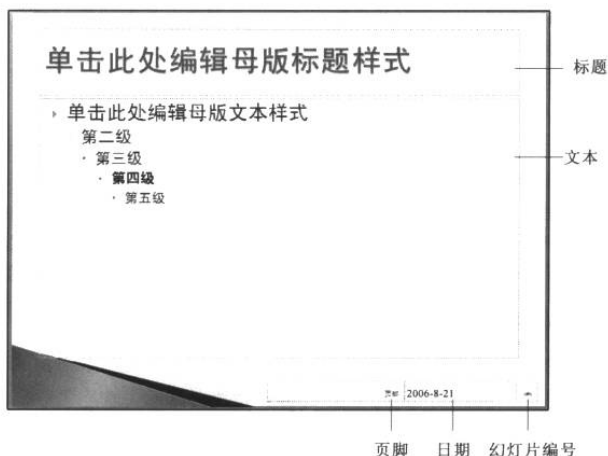 单击此处编辑母版标题样式
标题
› 单击此处编辑母版文本样式
第二级
· 第三级
文本
· 第四级
· 第五级
页脚 2006-8-21
页脚 日期 幻灯片编号